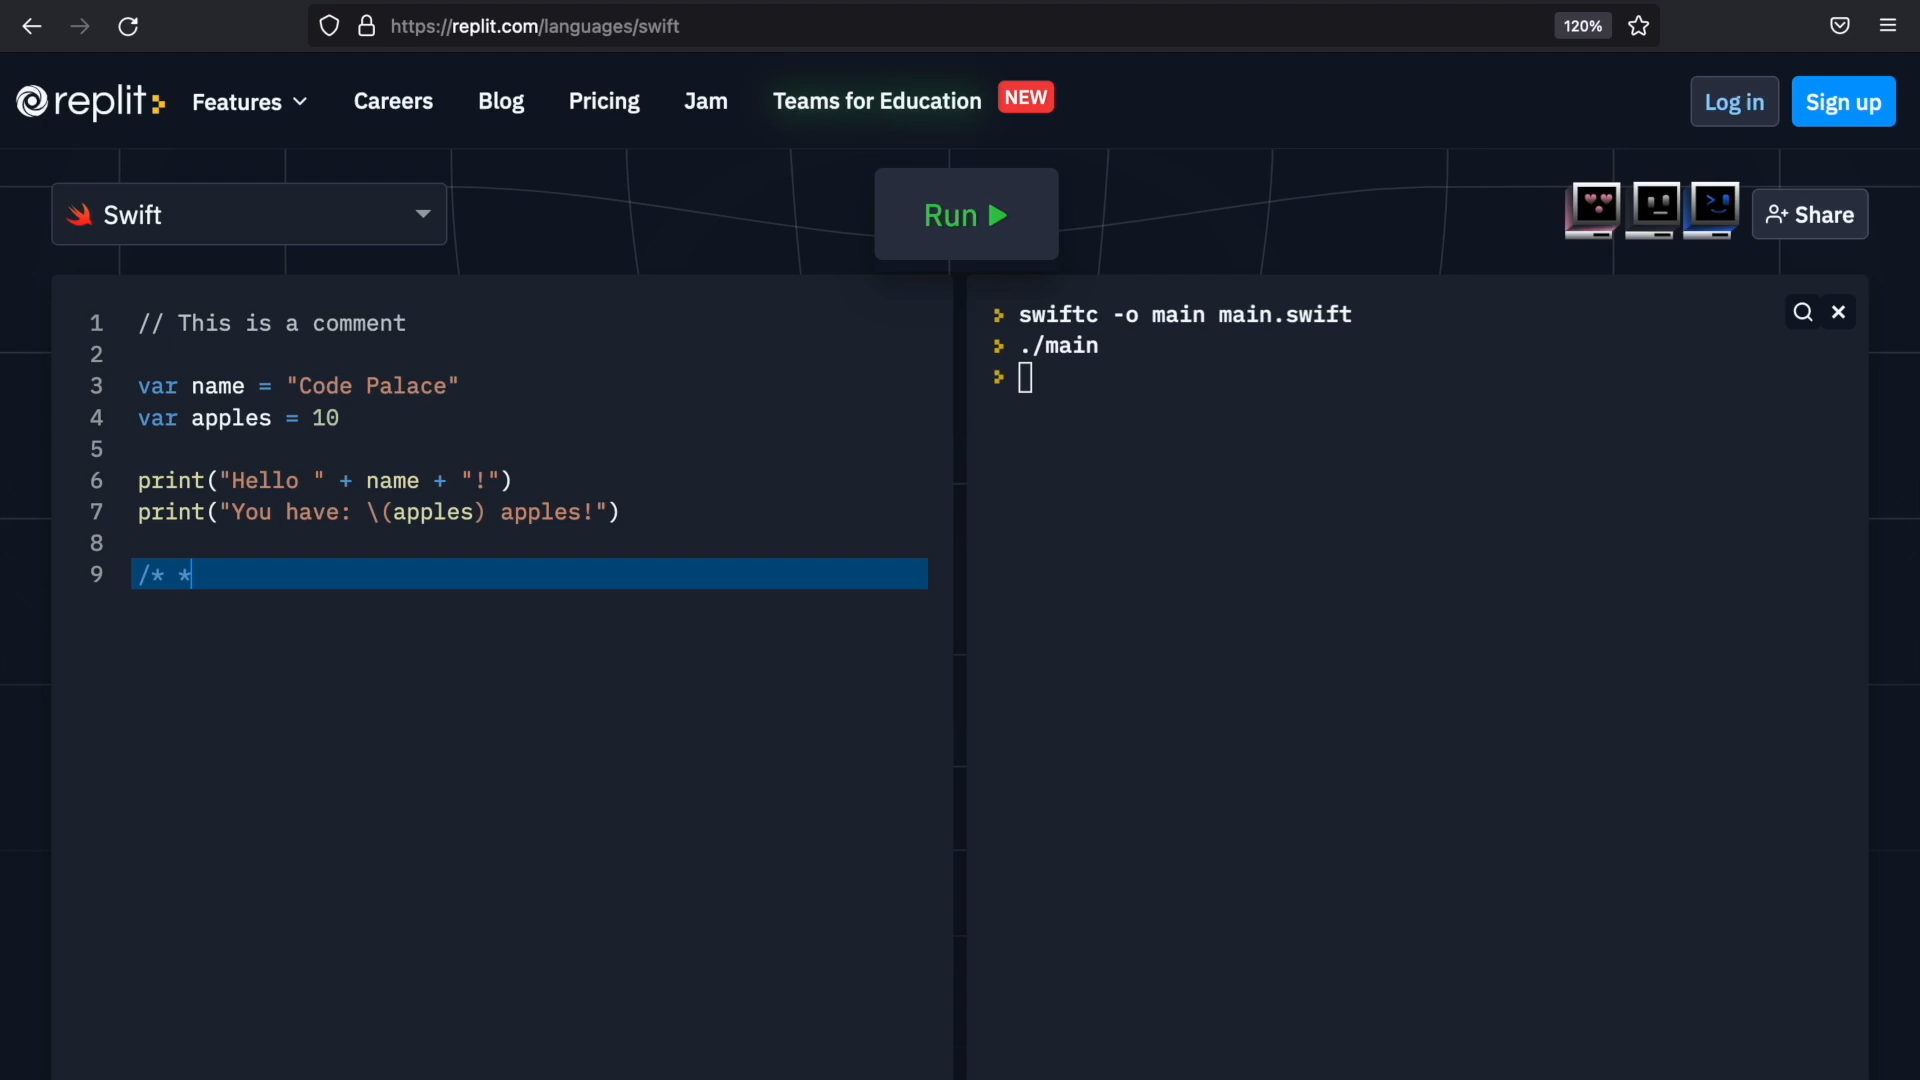 https://replit.com/languages/swift
120%
replit
Features
Careers
Blog
Pricing
Jam
Teams for Education
NEW
Log in
Sign up
Swift
Run
Share
1 // This is a comment
2
3 var name = "Code Palace"
4 var apples = 10
5
6 print("Hello " + name + "!")
7 print("You have: \(apples) apples!")
8
9 /* *
swiftc -o main main.swift
./main